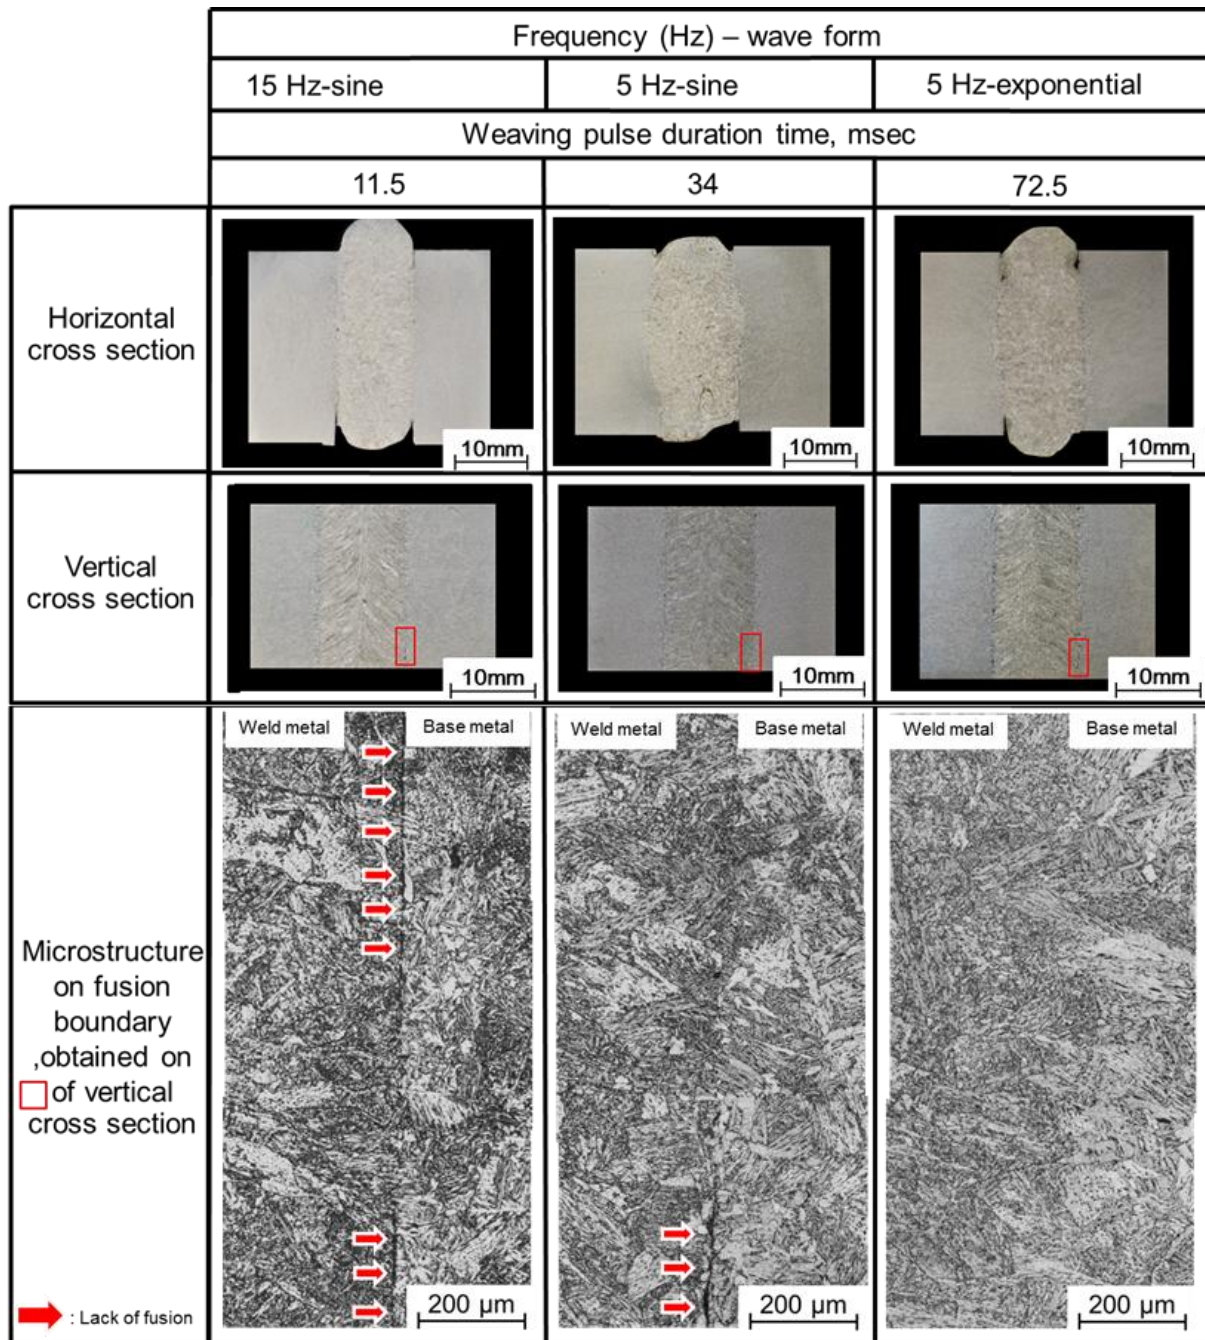 Frequency (Hz) – wave form
15 Hz-sine
5 Hz-sine
5 Hz-exponential
Weaving pulse duration time, msec
11.5
34
72.5
Horizontal
cross section
10mm
10mm
10mm
Vertical
cross section
10mm
10mm
10mm
Microstructure
on fusion
boundary
,obtained on
of vertical
cross section
: Lack of fusion
Weld metal
Base metal
200 μm
Weld metal
Base metal
200 μm
Weld metal
Base metal
200 μm